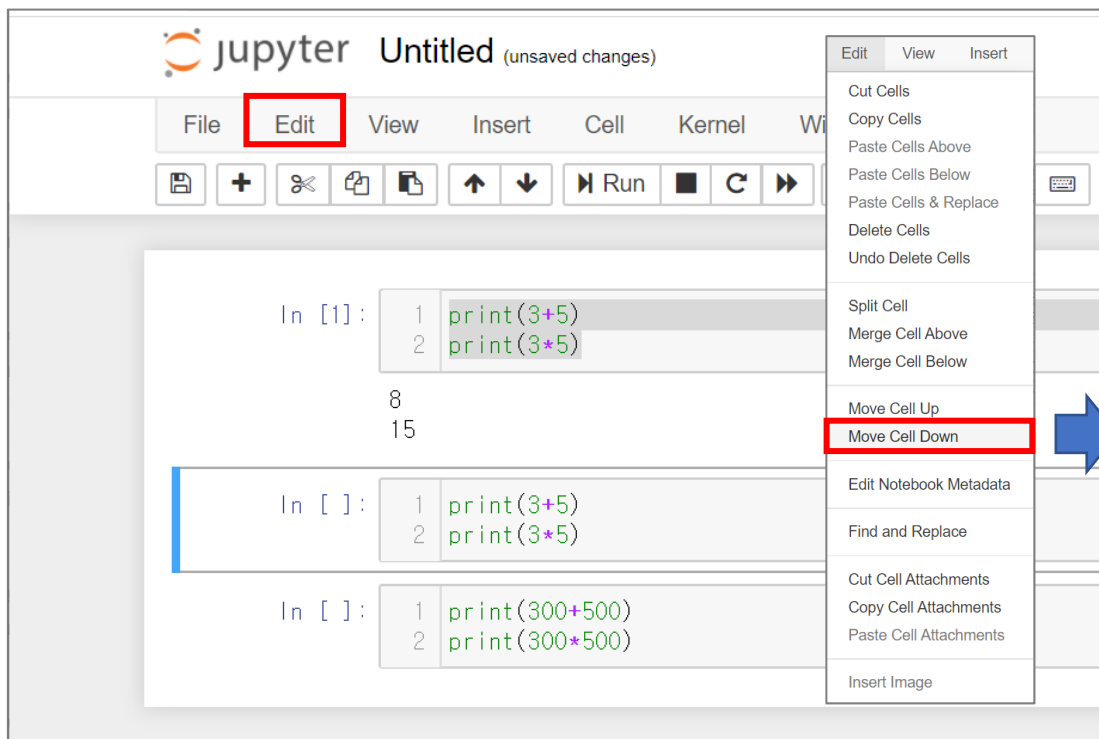 jupyter Untitled (unsaved changes)
File Edit View Insert Cell Kernel Wi
Run
In [1]:
1 print(3+5)
2 print(3*5)
8
15
In [ ]:
1 print(3+5)
2 print(3*5)
In [ ]:
1 print(300+500)
2 print(300*500)
Edit View Insert
Cut Cells
Copy Cells
Paste Cells Above
Paste Cells Below
Paste Cells & Replace
Delete Cells
Undo Delete Cells
Split Cell
Merge Cell Above
Merge Cell Below
Move Cell Up
Move Cell Down
Edit Notebook Metadata
Find and Replace
Cut Cell Attachments
Copy Cell Attachments
Paste Cell Attachments
Insert Image